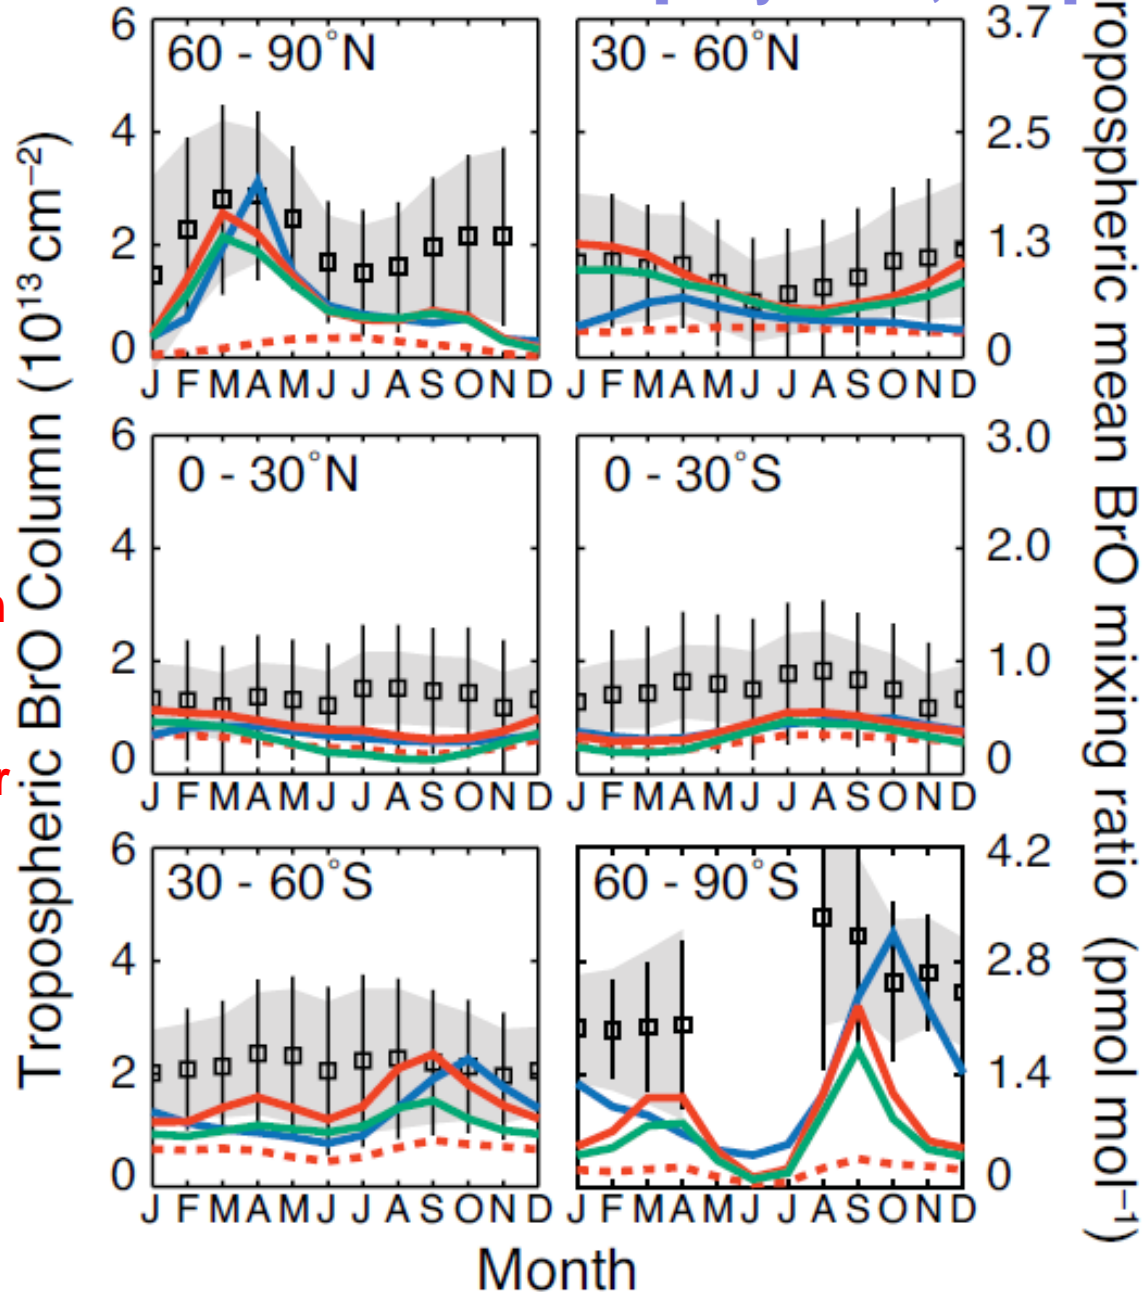 6
60 - 90°N
4
2
0
J F M A M J J A S O N D
30 - 60°N
3.7
2.5
1.3
0
J F M A M J J A S O N D
6
0 - 30°N
4
2
0
J F M A M J J A S O N D
0 - 30°S
3.0
2.0
1.0
0
J F M A M J J A S O N D
6
30 - 60°S
4
2
0
J F M A M J J A S O N D
60 - 90°S
4.2
2.8
1.4
0
J F M A M J J A S O N D
Month
Tropospheric BrO Column (10¹³ cm⁻²)
ropospheric mean BrO mixing ratio (pmol mol⁻¹)